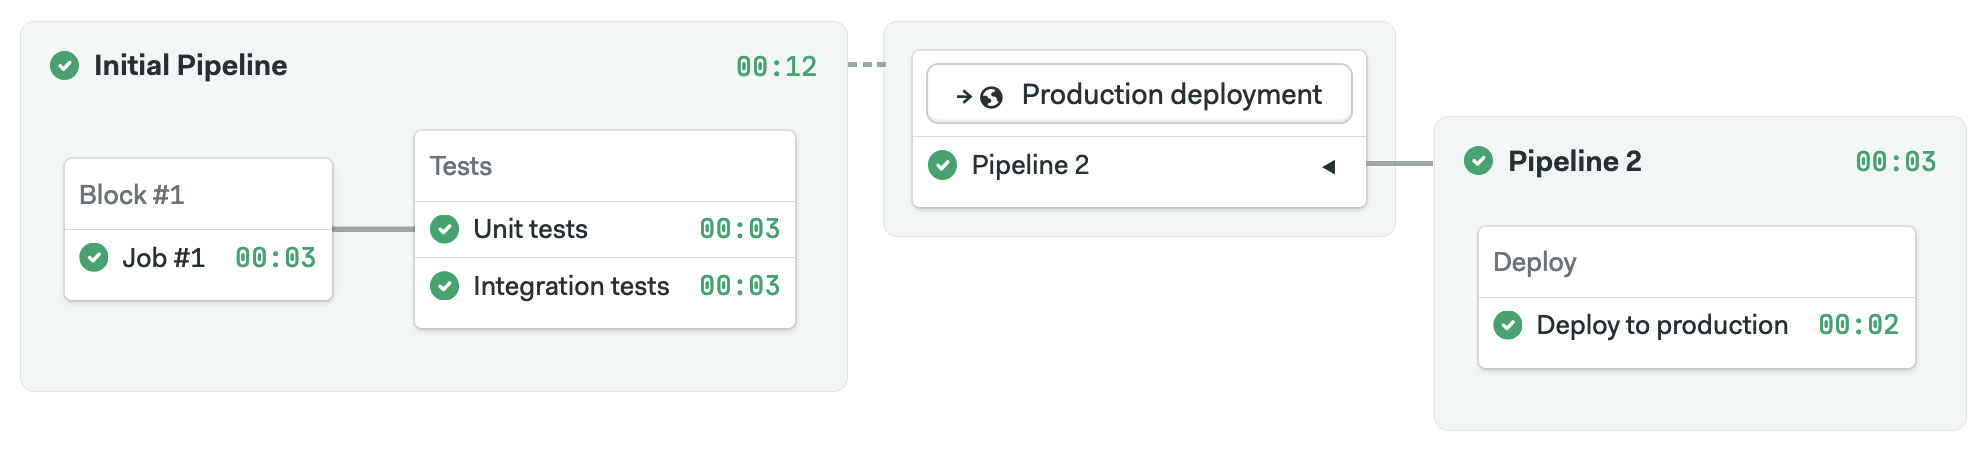 Initial Pipeline 00:12
Block #1
Job #1 00:03
Tests
Unit tests 00:03
Integration tests 00:03
Production deployment
Pipeline 2
Pipeline 2 00:03
Deploy
Deploy to production 00:02